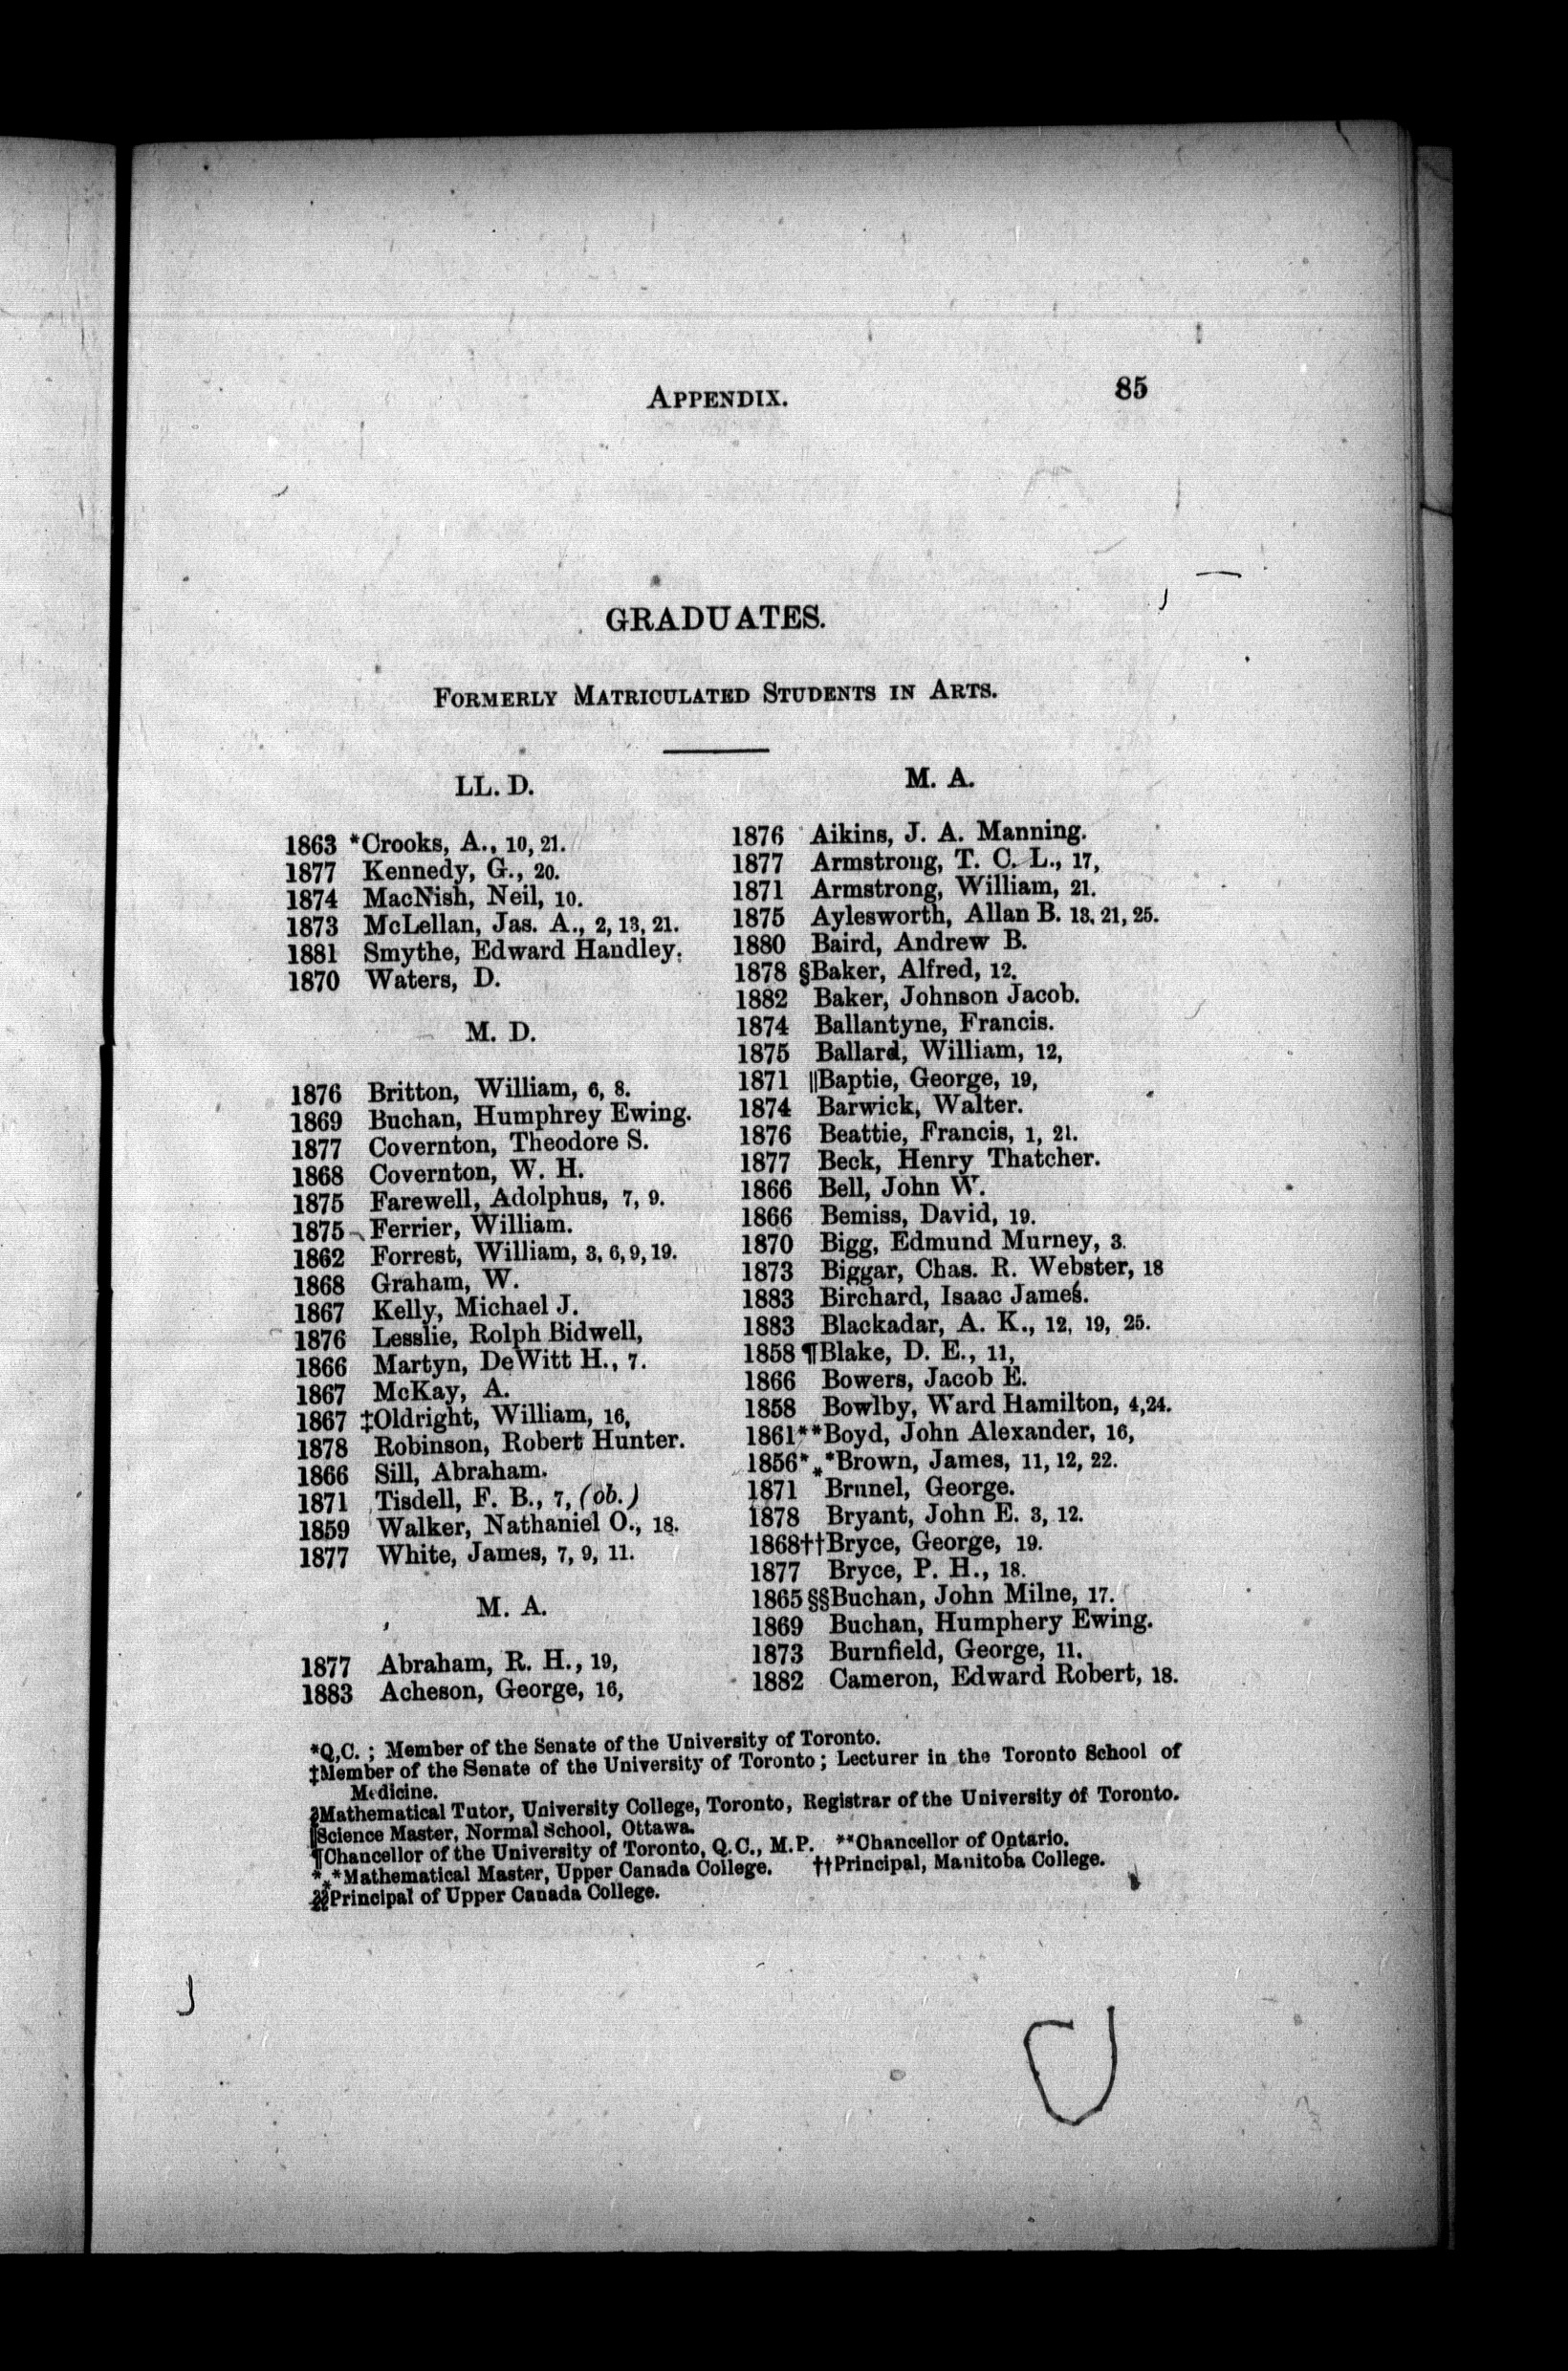 APPENDIX.
85
GRADUATES.
FORMERLY MATRICULATED STUDENTS IN ARTS.
LL. D.
1863 *Crooks, A., 10, 21.
1877 Kennedy, G., 20.
1874 MacNish, Neil, 10.
1873 McLellan, Jas. A., 2, 13, 21.
1881 Smythe, Edward Handley.
1870 Waters, D.
M. D.
1876 Britton, William, 6, 8.
1869 Buchan, Humphrey Ewing.
1877 Covernton, Theodore S.
1868 Covernton, W. H.
1875 Farewell, Adolphus, 7, 9.
1875 Ferrier, William.
1862 Forrest, William, 3, 6, 9, 19.
1868 Graham, W.
1867 Kelly, Michael J.
1876 Lesslie, Rolph Bidwell,
1866 Martyn, DeWitt H., 7.
1867 McKay, A.
1867 ‡Oldright, William, 16,
1878 Robinson, Robert Hunter.
1866 Sill, Abraham.
1871 Tisdell, F. B., 7, (ob.)
1859 Walker, Nathaniel O., 18.
1877 White, James, 7, 9, 11.
M. A.
1877 Abraham, R. H., 19,
1883 Acheson, George, 16,
M. A.
1876 Aikins, J. A. Manning.
1877 Armstrong, T. C. L., 17,
1871 Armstrong, William, 21.
1875 Aylesworth, Allan B. 13, 21, 25.
1880 Baird, Andrew B.
1878 §Baker, Alfred, 12.
1882 Baker, Johnson Jacob.
1874 Ballantyne, Francis.
1875 Ballard, William, 12,
1871 ||Baptie, George, 19,
1874 Barwick, Walter.
1876 Beattie, Francis, 1, 21.
1877 Beck, Henry Thatcher.
1866 Bell, John W.
1866 Bemiss, David, 19.
1870 Bigg, Edmund Murney, 3.
1873 Biggar, Chas. R. Webster, 18
1883 Birchard, Isaac James.
1883 Blackadar, A. K., 12, 19, 25.
1858 ¶Blake, D. E., 11,
1866 Bowers, Jacob E.
1858 Bowlby, Ward Hamilton, 4,24.
1861**Boyd, John Alexander, 16,
1856***Brown, James, 11, 12, 22.
1871 Brunel, George.
1878 Bryant, John E. 3, 12.
1868††Bryce, George, 19.
1877 Bryce, P. H., 18.
1865 §§Buchan, John Milne, 17.
1869 Buchan, Humphery Ewing.
1873 Burnfield, George, 11.
1882 Cameron, Edward Robert, 18.
*Q.C. ; Member of the Senate of the University of Toronto.
‡Member of the Senate of the University of Toronto ; Lecturer in the Toronto School of
Medicine.
§Mathematical Tutor, University College, Toronto, Registrar of the University of Toronto.
||Science Master, Normal School, Ottawa.
¶Chancellor of the University of Toronto, Q.C., M.P. **Chancellor of Ontario.
***Mathematical Master, Upper Canada College. ††Principal, Manitoba College.
§§Principal of Upper Canada College.